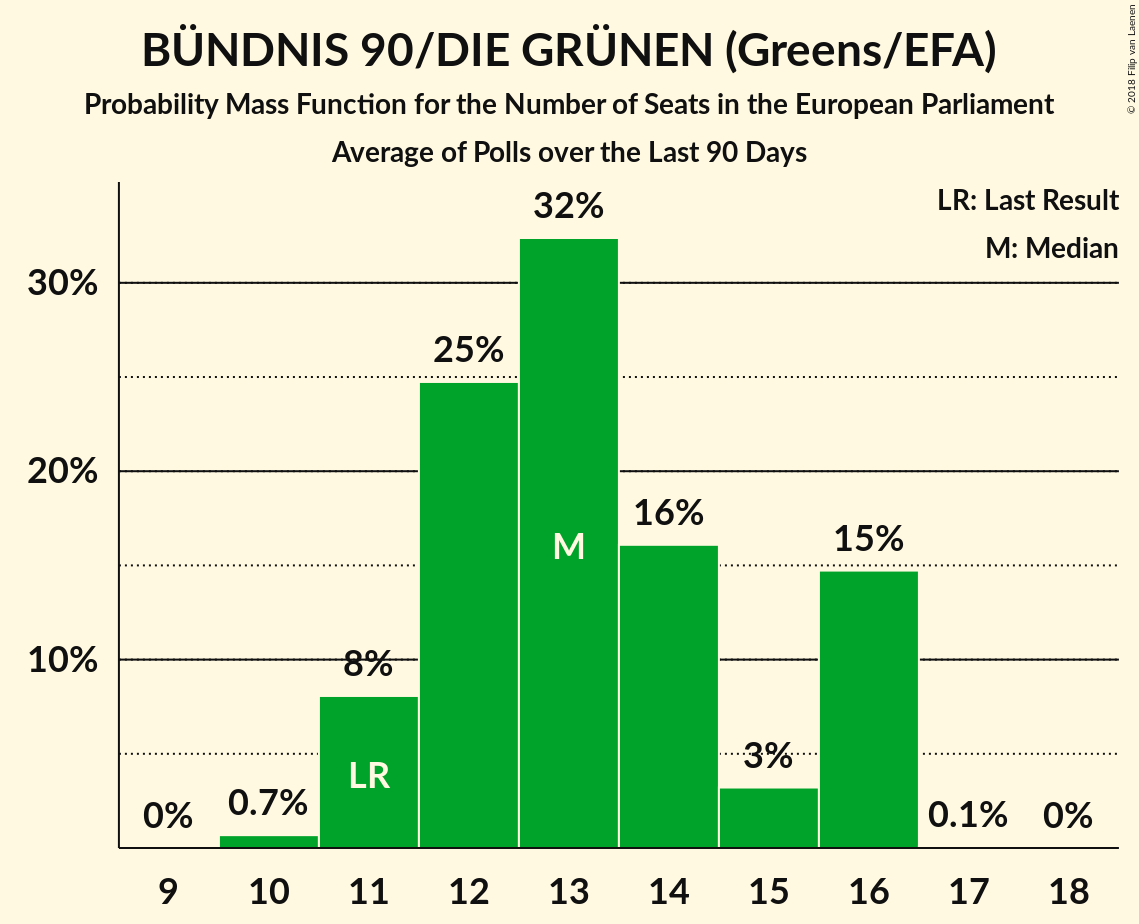 BÜNDNIS 90/DIE GRÜNEN (Greens/EFA)
Probability Mass Function for the Number of Seats in the European Parliament
Average of Polls over the Last 90 Days
© 2018 Filip van Laenen
LR: Last Result
M: Median
30%
20%
10%
0%
0.7%
8%
25%
32%
16%
3%
15%
0.1%
0%
LR
M
9 10 11 12 13 14 15 16 17 18